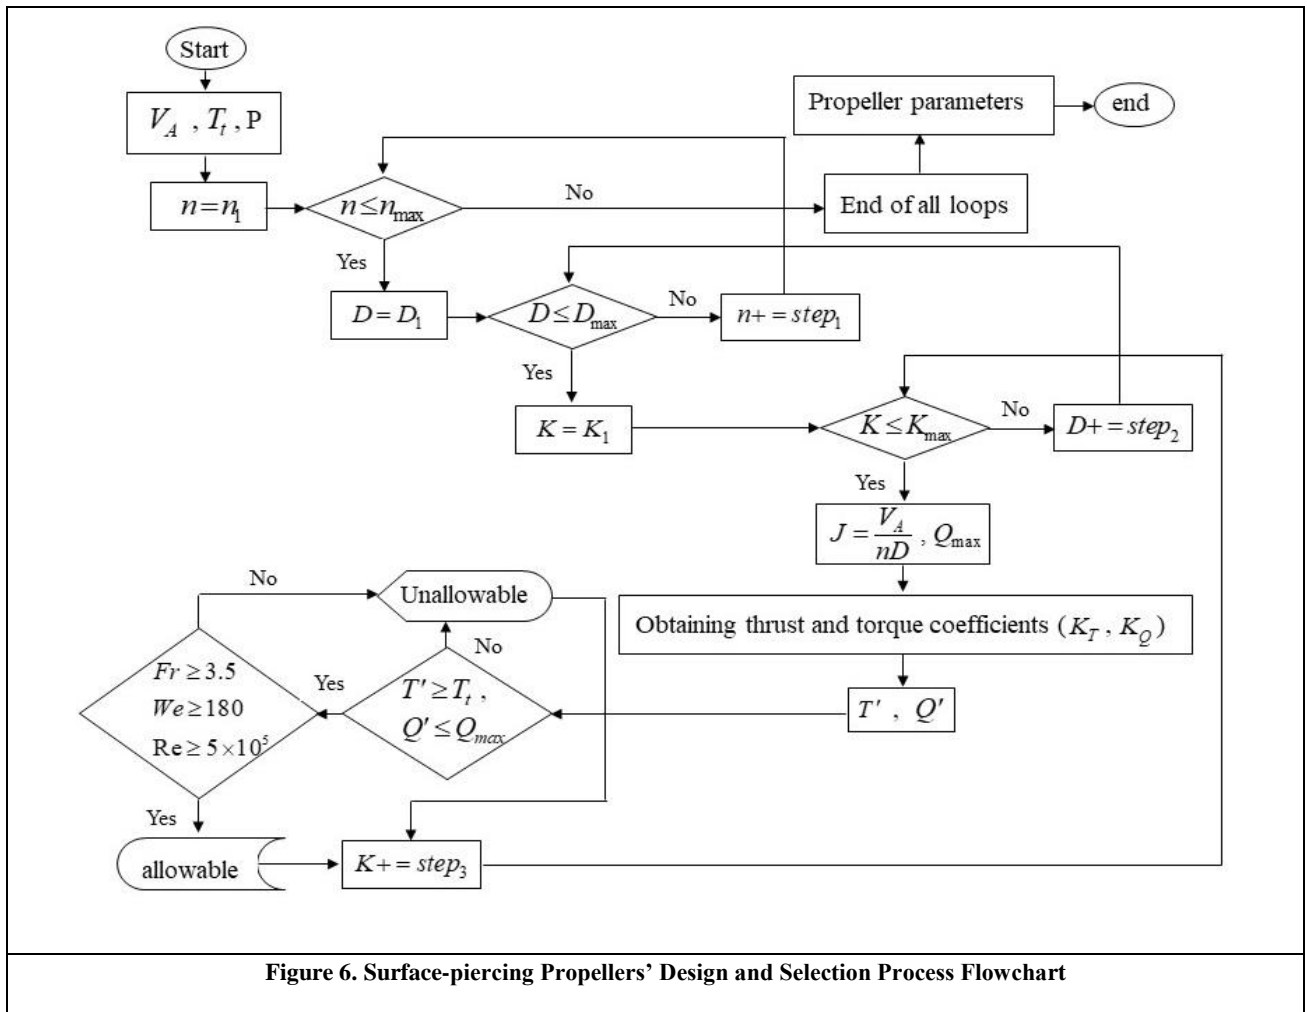 Start
V_A , T_t , P
n=n_1
n≤n_max
No
End of all loops
Propeller parameters
end
Yes
D=D_1
D≤D_max
No
n+=step_1
Yes
K=K_1
K≤K_max
No
D+=step_2
Yes
J=V_A/nD , Q_max
Obtaining thrust and torque coefficients (K_T , K_Q)
T′ , Q′
T′≥T_t ,
Q′≤Q_max
No
Unallowable
Yes
Fr≥3.5
We≥180
Re≥5×10^5
No
Yes
allowable
K+=step_3
Figure 6. Surface-piercing Propellers’ Design and Selection Process Flowchart